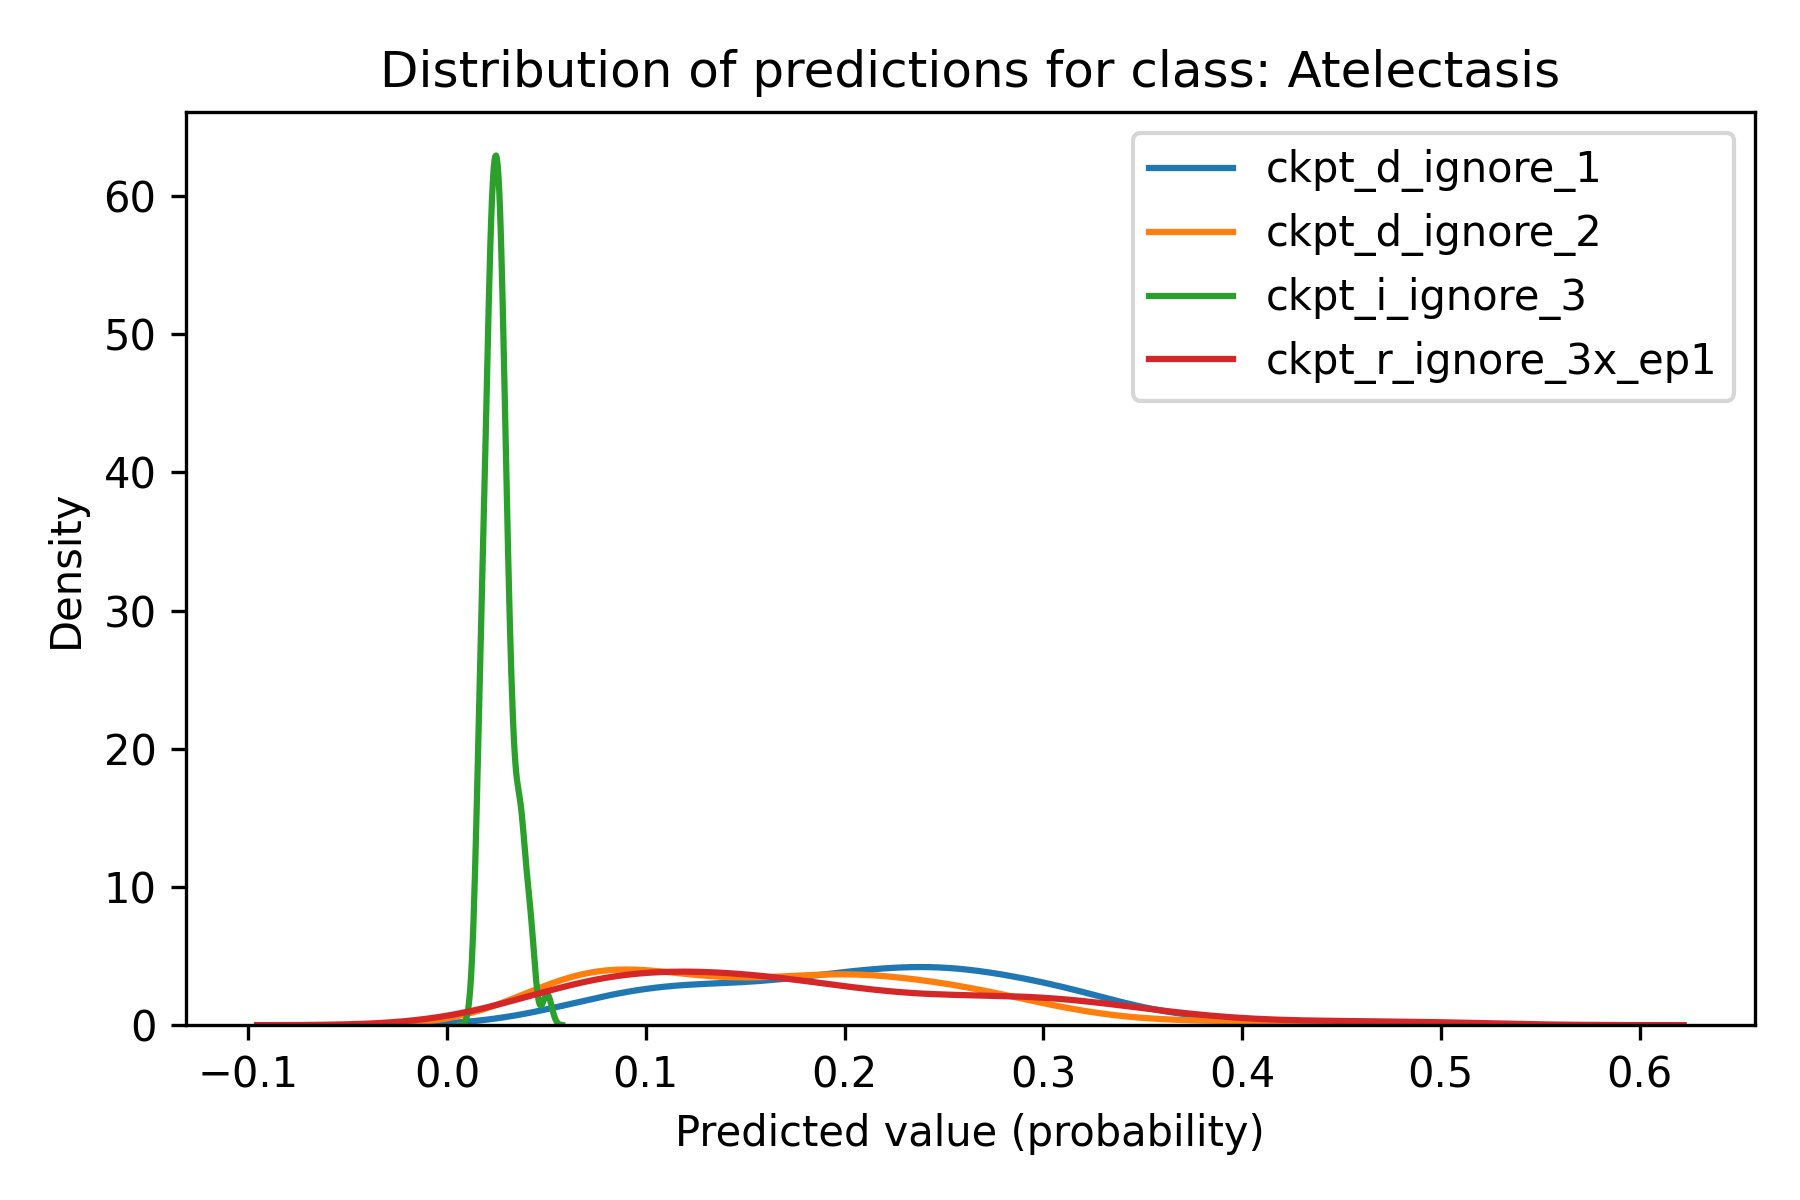 Distribution of predictions for class: Atelectasis
ckpt_d_ignore_1
ckpt_d_ignore_2
ckpt_i_ignore_3
ckpt_r_ignore_3x_ep1
60
50
40
30
20
10
0
Density
−0.1 0.0 0.1 0.2 0.3 0.4 0.5 0.6
Predicted value (probability)